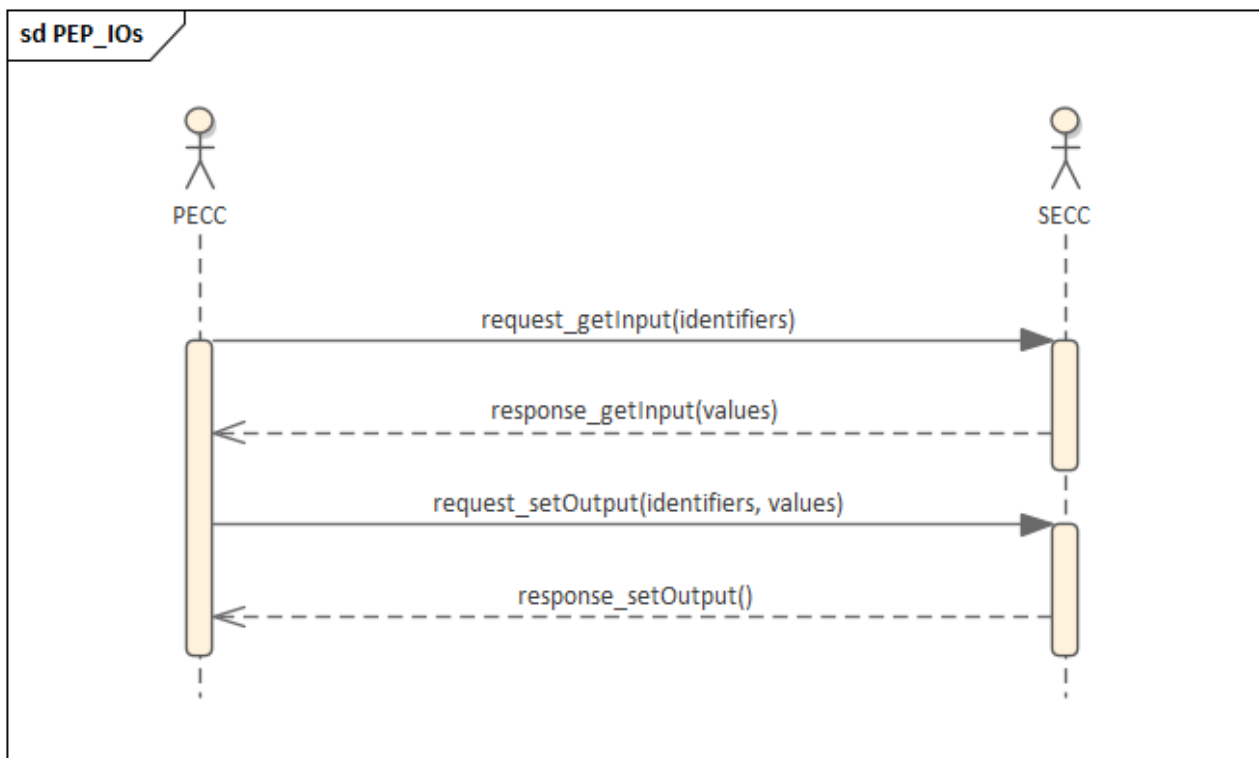 sd PEP_IOs
PECC
SECC
request_getInput(identifiers)
response_getInput(values)
request_setOutput(identifiers, values)
response_setOutput()